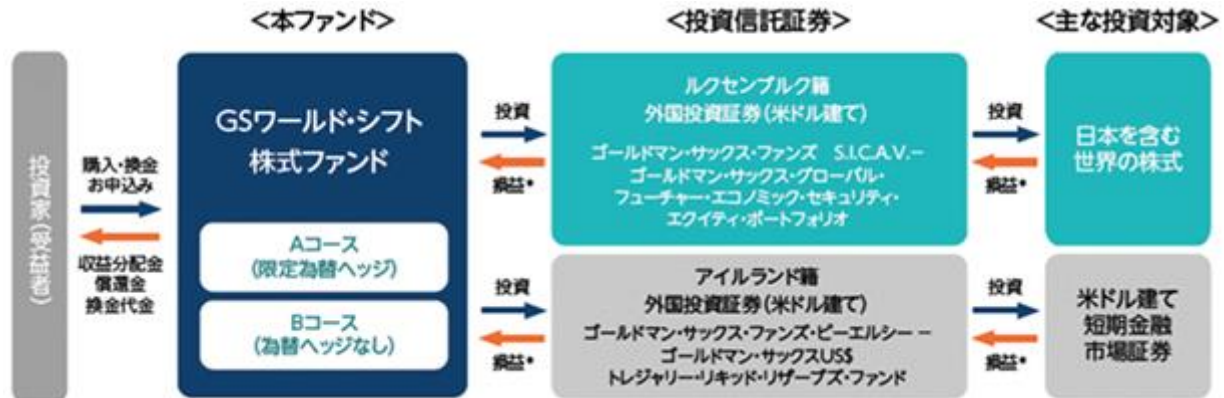 <本ファンド>
<投資信託証券>
<主な投資対象>
投資家(受益者)
購入・換金
お申込み
収益分配金
償還金
換金代金
GSワールド・シフト
株式ファンド
Aコース
(限定為替ヘッジ)
Bコース
(為替ヘッジなし)
投資
損益*
ルクセンブルク籍
外国投資証券(米ドル建て)
ゴールドマン・サックス・ファンズ S.I.C.A.V.ー
ゴールドマン・サックス・グローバル・
フューチャー・エコノミック・セキュリティ・
エクイティ・ポートフォリオ
投資
損益*
日本を含む
世界の株式
投資
損益*
アイルランド籍
外国投資証券(米ドル建て)
ゴールドマン・サックス・ファンズ・ピーエルシー ー
ゴールドマン・サックスUS$
トレジャリー・リキッド・リザーブズ・ファンド
投資
損益*
米ドル建て
短期金融
市場証券